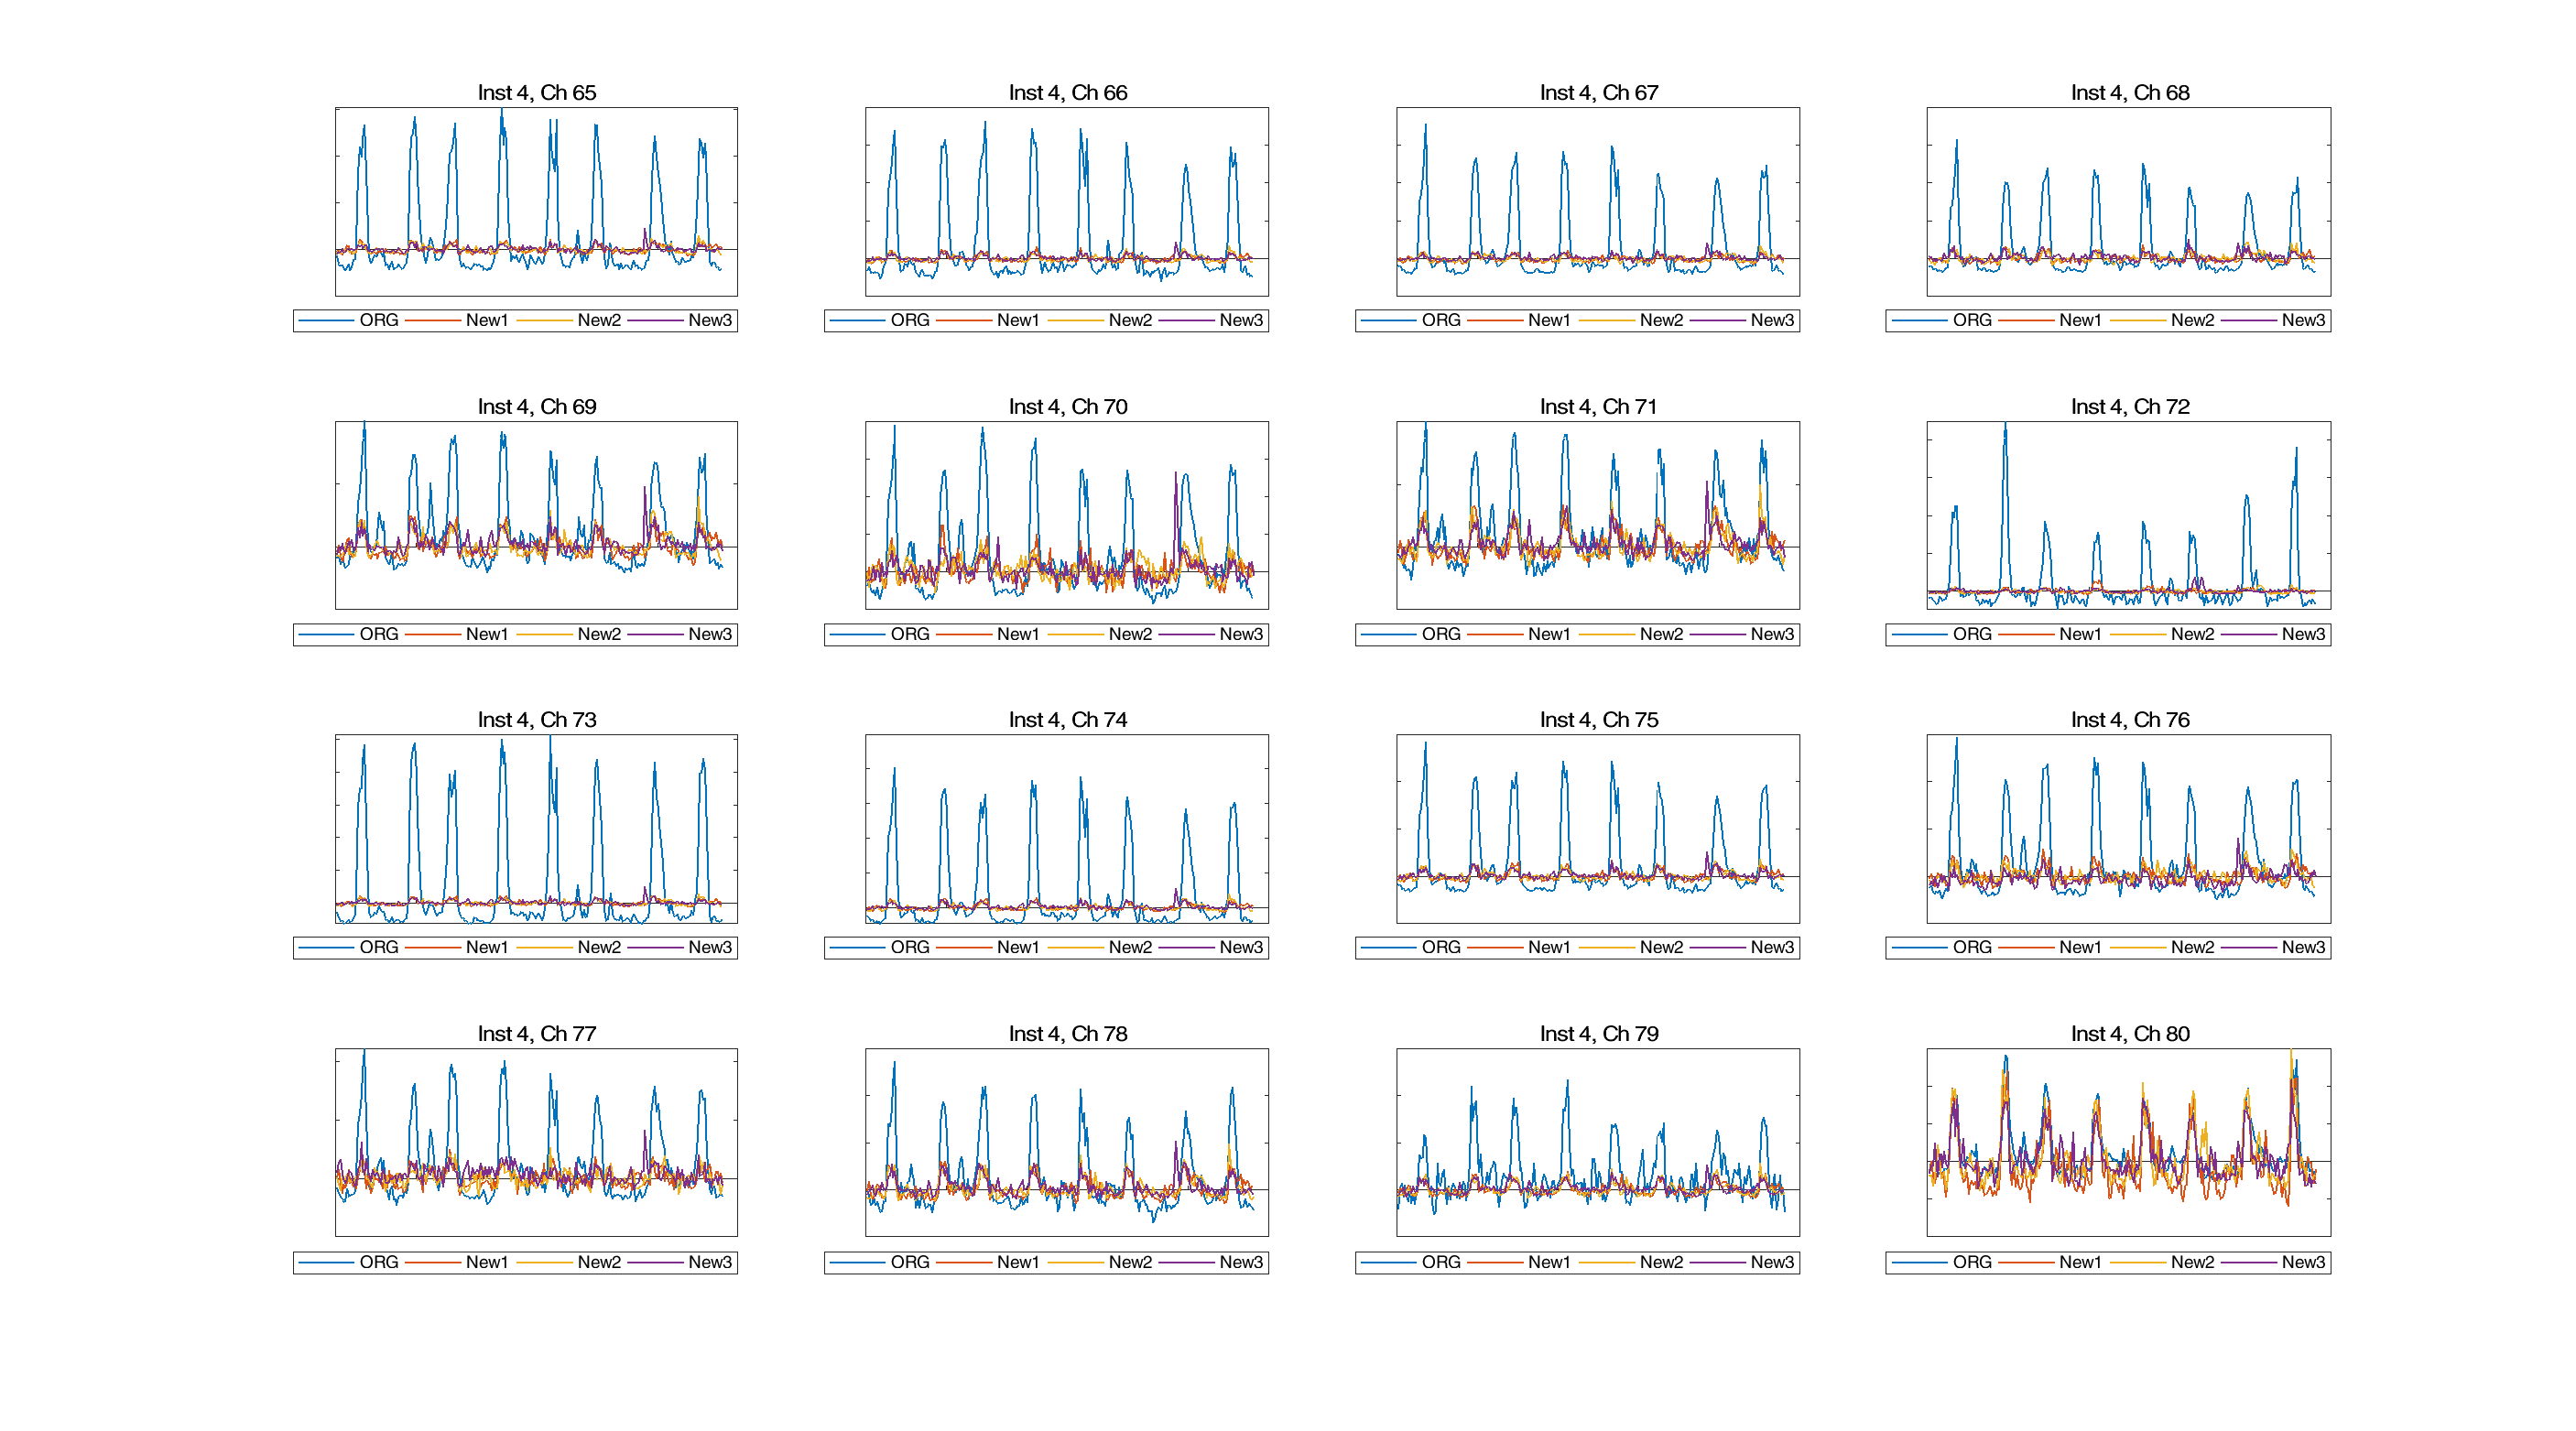 Inst 4, Ch 65
Inst 4, Ch 66
Inst 4, Ch 67
Inst 4, Ch 68
ORG New1 New2 New3
ORG New1 New2 New3
ORG New1 New2 New3
ORG New1 New2 New3
Inst 4, Ch 69
Inst 4, Ch 70
Inst 4, Ch 71
Inst 4, Ch 72
ORG New1 New2 New3
ORG New1 New2 New3
ORG New1 New2 New3
ORG New1 New2 New3
Inst 4, Ch 73
Inst 4, Ch 74
Inst 4, Ch 75
Inst 4, Ch 76
ORG New1 New2 New3
ORG New1 New2 New3
ORG New1 New2 New3
ORG New1 New2 New3
Inst 4, Ch 77
Inst 4, Ch 78
Inst 4, Ch 79
Inst 4, Ch 80
ORG New1 New2 New3
ORG New1 New2 New3
ORG New1 New2 New3
ORG New1 New2 New3